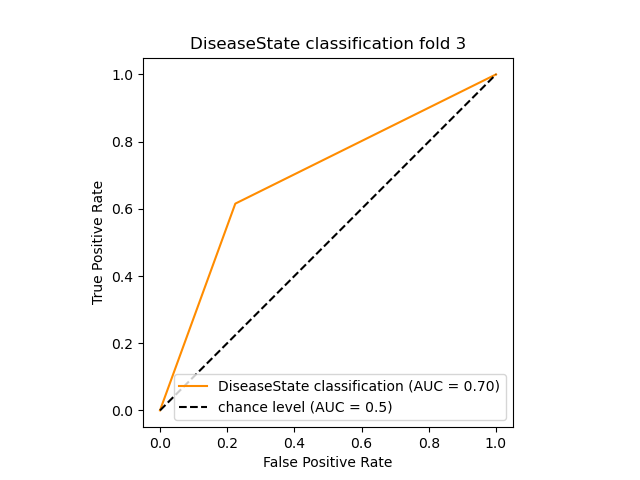 DiseaseState classification fold 3
1.0
0.8
0.6
0.4
0.2
0.0
True Positive Rate
DiseaseState classification (AUC = 0.70)
chance level (AUC = 0.5)
0.0 0.2 0.4 0.6 0.8 1.0
False Positive Rate